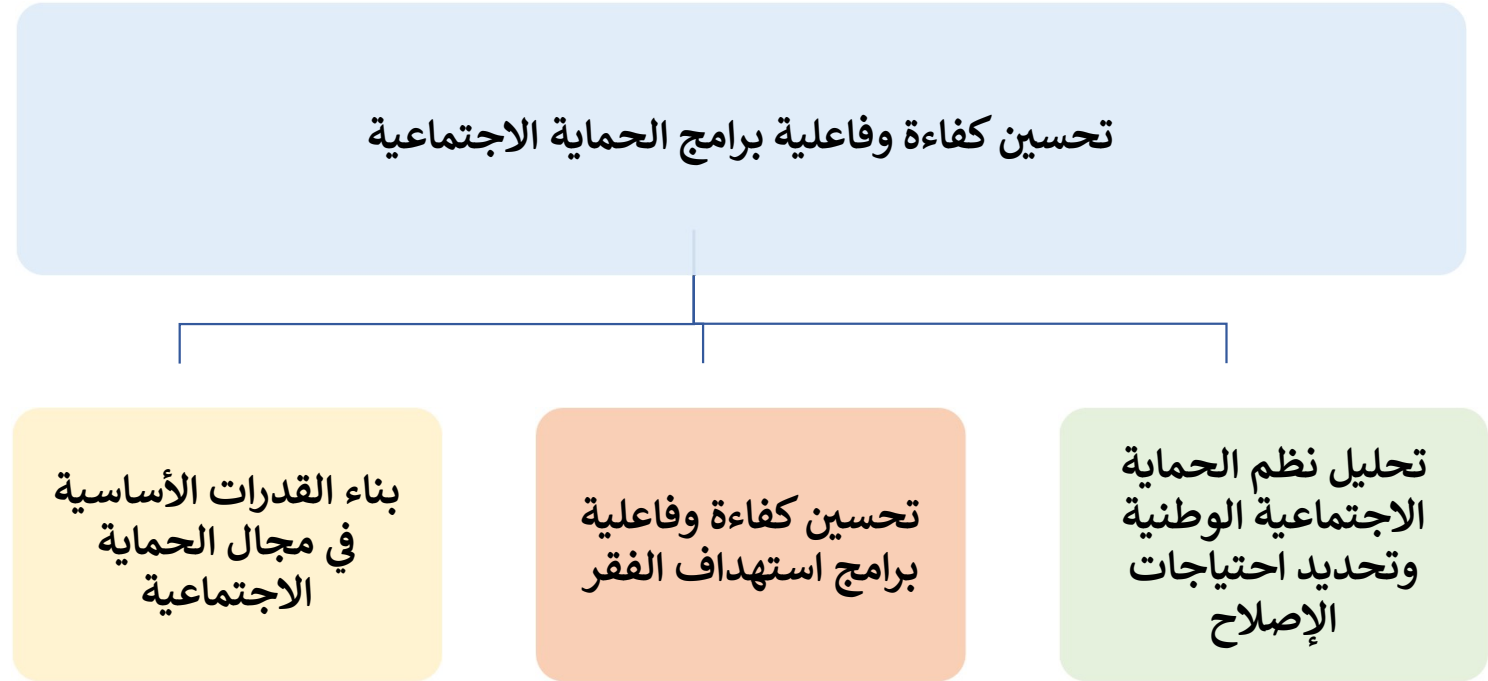 تحسين كفاءة وفاعلية برامج الحماية الاجتماعية
تحليل نظم الحماية
الاجتماعية الوطنية
وتحديد احتياجات
الإصلاح
تحسين كفاءة وفاعلية
برامج استهداف الفقر
بناء القدرات الأساسية
في مجال الحماية
الاجتماعية